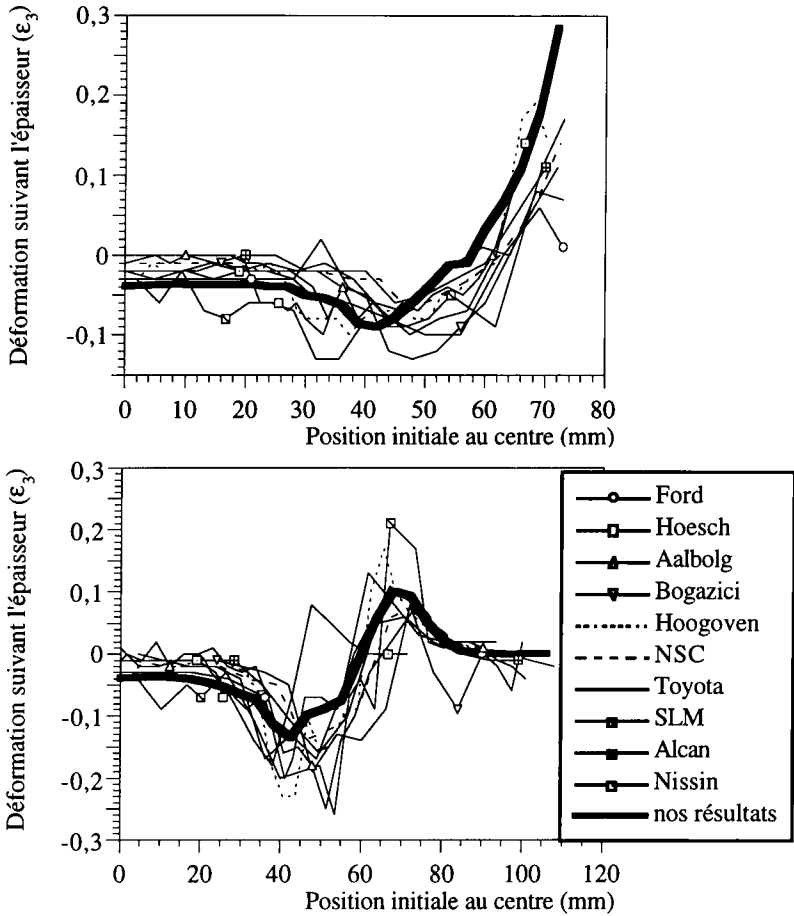 Déformation suivant l'épaisseur (ε₃)
0,3
0,2
0,1
0
-0,1
0 10 20 30 40 50 60 70 80
Position initiale au centre (mm)
Déformation suivant l'épaisseur (ε₃)
0,3
0,2
0,1
0
-0,1
-0,2
-0,3
0 20 40 60 80 100 120
Position initiale au centre (mm)
Ford
Hoesch
Aalbolg
Bogazici
Hoogoven
NSC
Toyota
SLM
Alcan
Nissin
nos résultats